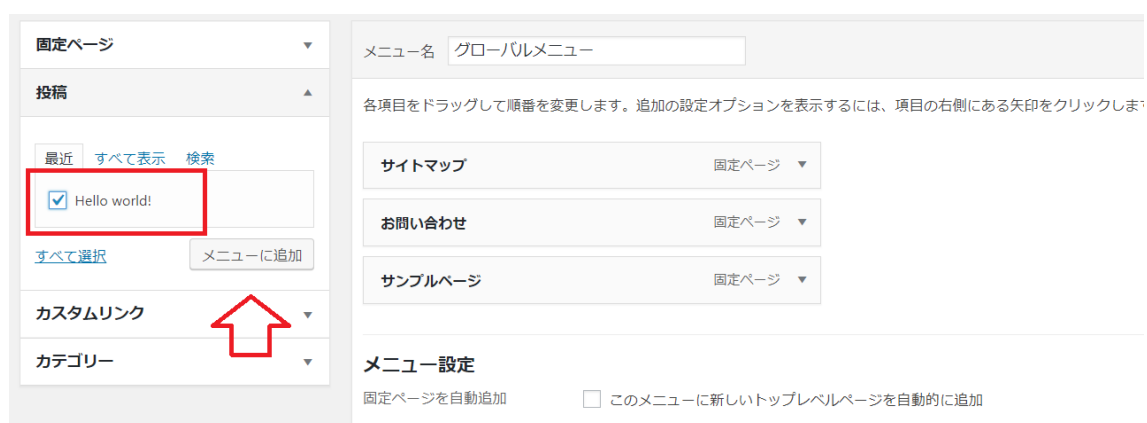 固定ページ
投稿
最近 すべて表示 検索
Hello world!
すべて選択 メニューに追加
カスタムリンク
カテゴリー
メニュー名 グローバルメニュー
各項目をドラッグして順番を変更します。追加の設定オプションを表示するには、項目の右側にある矢印をクリックしま
サイトマップ 固定ページ
お問い合わせ 固定ページ
サンプルページ 固定ページ
メニュー設定
固定ページを自動追加 このメニューに新しいトップレベルページを自動的に追加